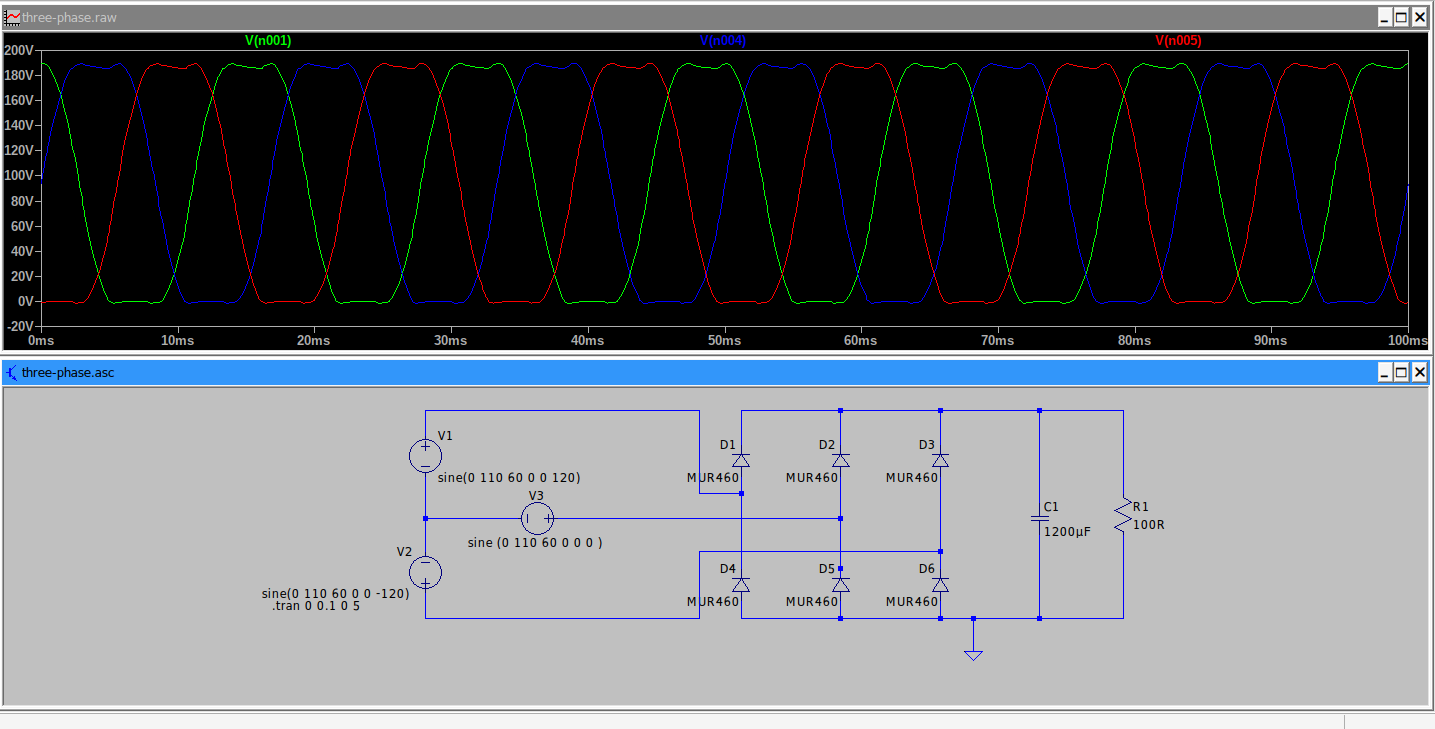 three-phase.raw
V(n001) V(n004) V(n005)
200V
180V
160V
140V
120V
100V
80V
60V
40V
20V
0V
-20V
0ms 10ms 20ms 30ms 40ms 50ms 60ms 70ms 80ms 90ms 100ms
three-phase.asc
V1
D1 D2 D3
sine(0 110 60 0 0 120)
MUR460 MUR460 MUR460
V3
C1 R1
1200µF 100R
sine (0 110 60 0 0 0 )
V2
D4 D5 D6
sine(0 110 60 0 0 -120)
MUR460 MUR460 MUR460
.tran 0 0.1 0 5